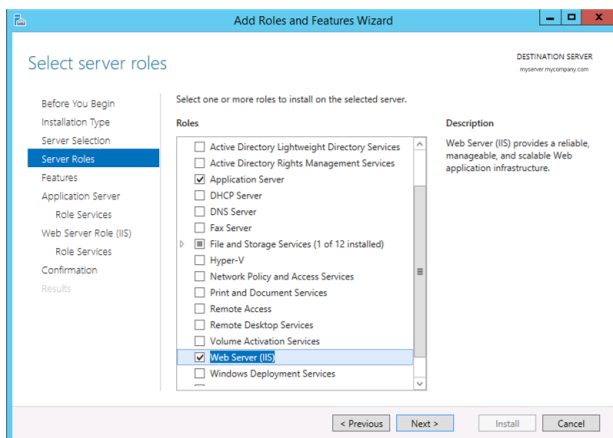 Add Roles and Features Wizard
Select server roles
DESTINATION SERVER
myserver.mycompany.com
Before You Begin
Installation Type
Server Selection
Server Roles
Features
Application Server
Role Services
Web Server Role (IIS)
Role Services
Confirmation
Results
Select one or more roles to install on the selected server.
Roles
Active Directory Lightweight Directory Services
Active Directory Rights Management Services
Application Server
DHCP Server
DNS Server
Fax Server
File and Storage Services (1 of 12 installed)
Hyper-V
Network Policy and Access Services
Print and Document Services
Remote Access
Remote Desktop Services
Volume Activation Services
Web Server (IIS)
Windows Deployment Services
Description
Web Server (IIS) provides a reliable,
manageable, and scalable Web
application infrastructure.
< Previous
Next >
Install
Cancel